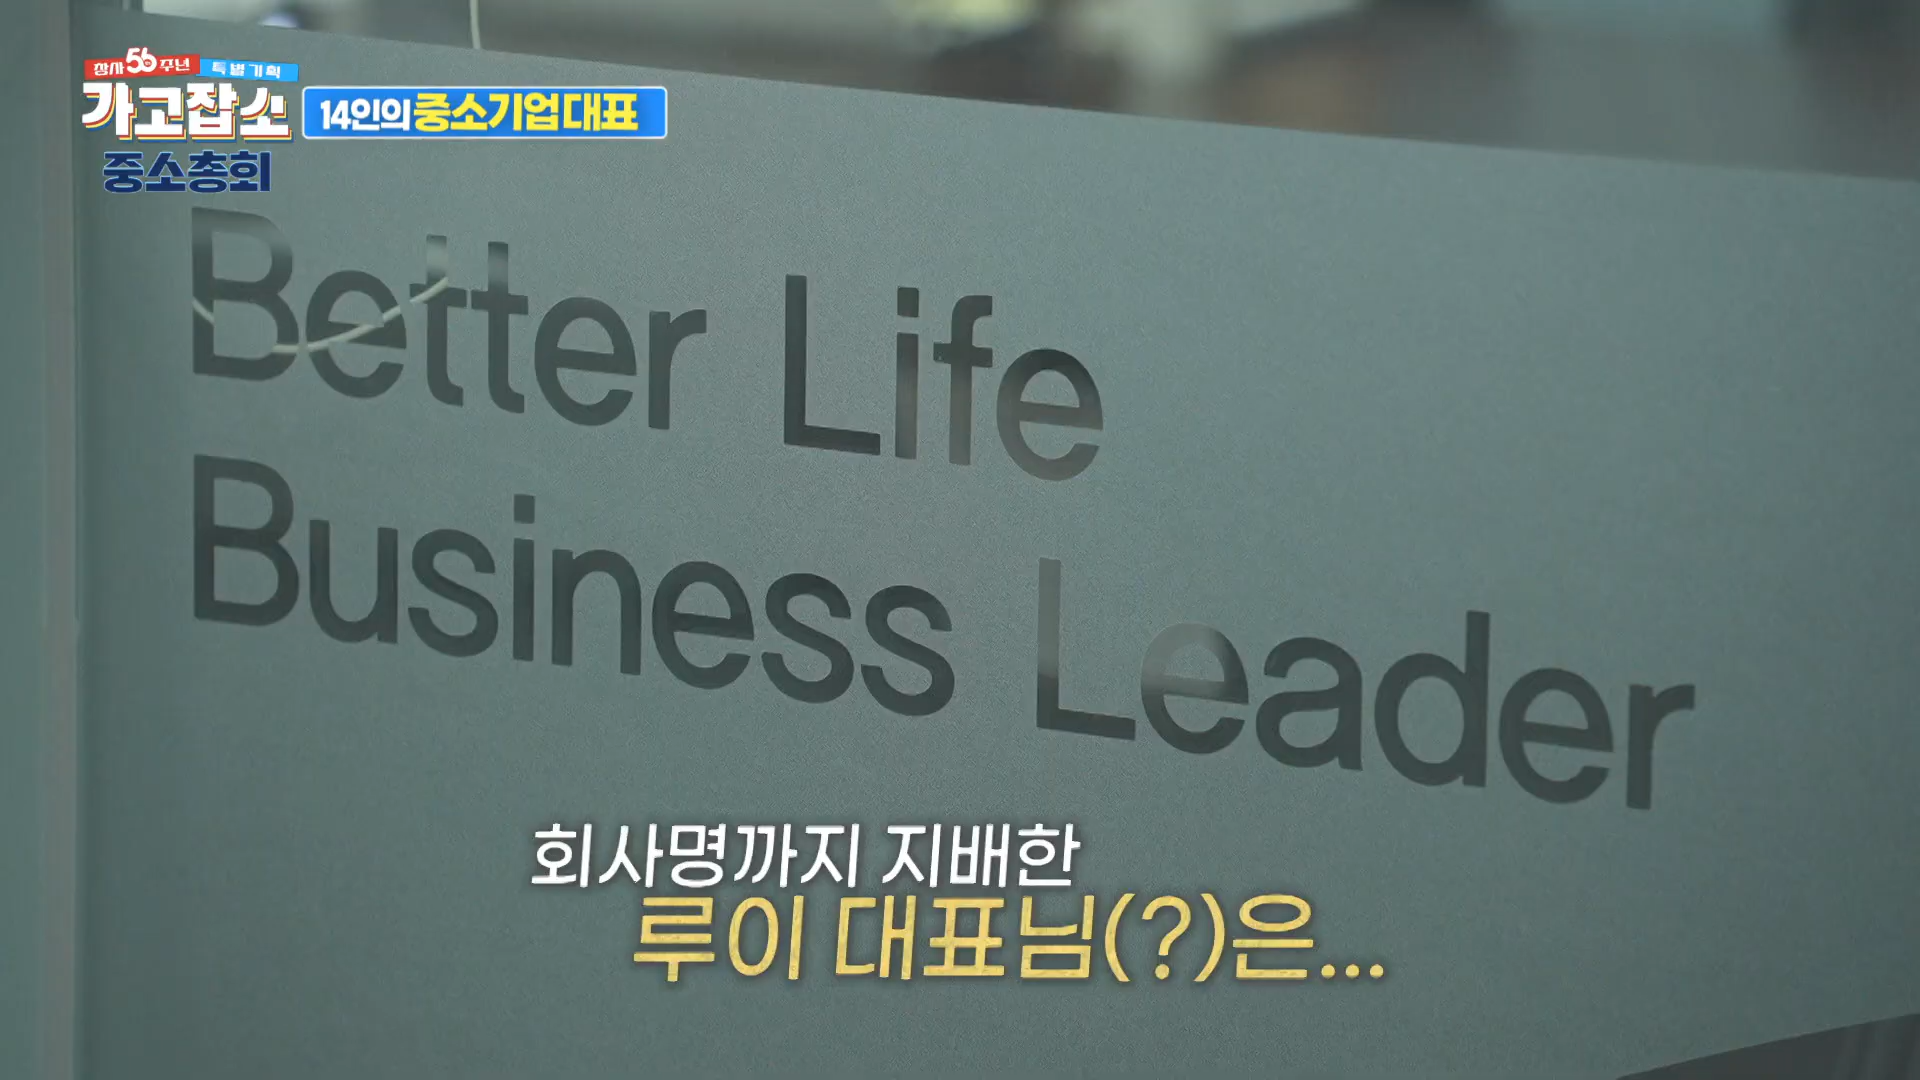 창사56주년 특별기획
가고잡소
중소총회
14인의 중소기업 대표
Better Life
Business Leader
회사명까지 지배한
루이 대표님(?)은...